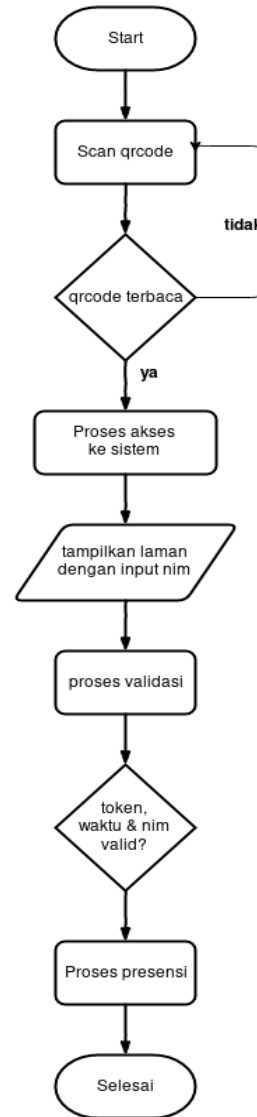 Start
Scan qrcode
tidak
qrcode terbaca
ya
Proses akses
ke sistem
tampilkan laman
dengan input nim
proses validasi
token,
waktu & nim
valid?
Proses presensi
Selesai